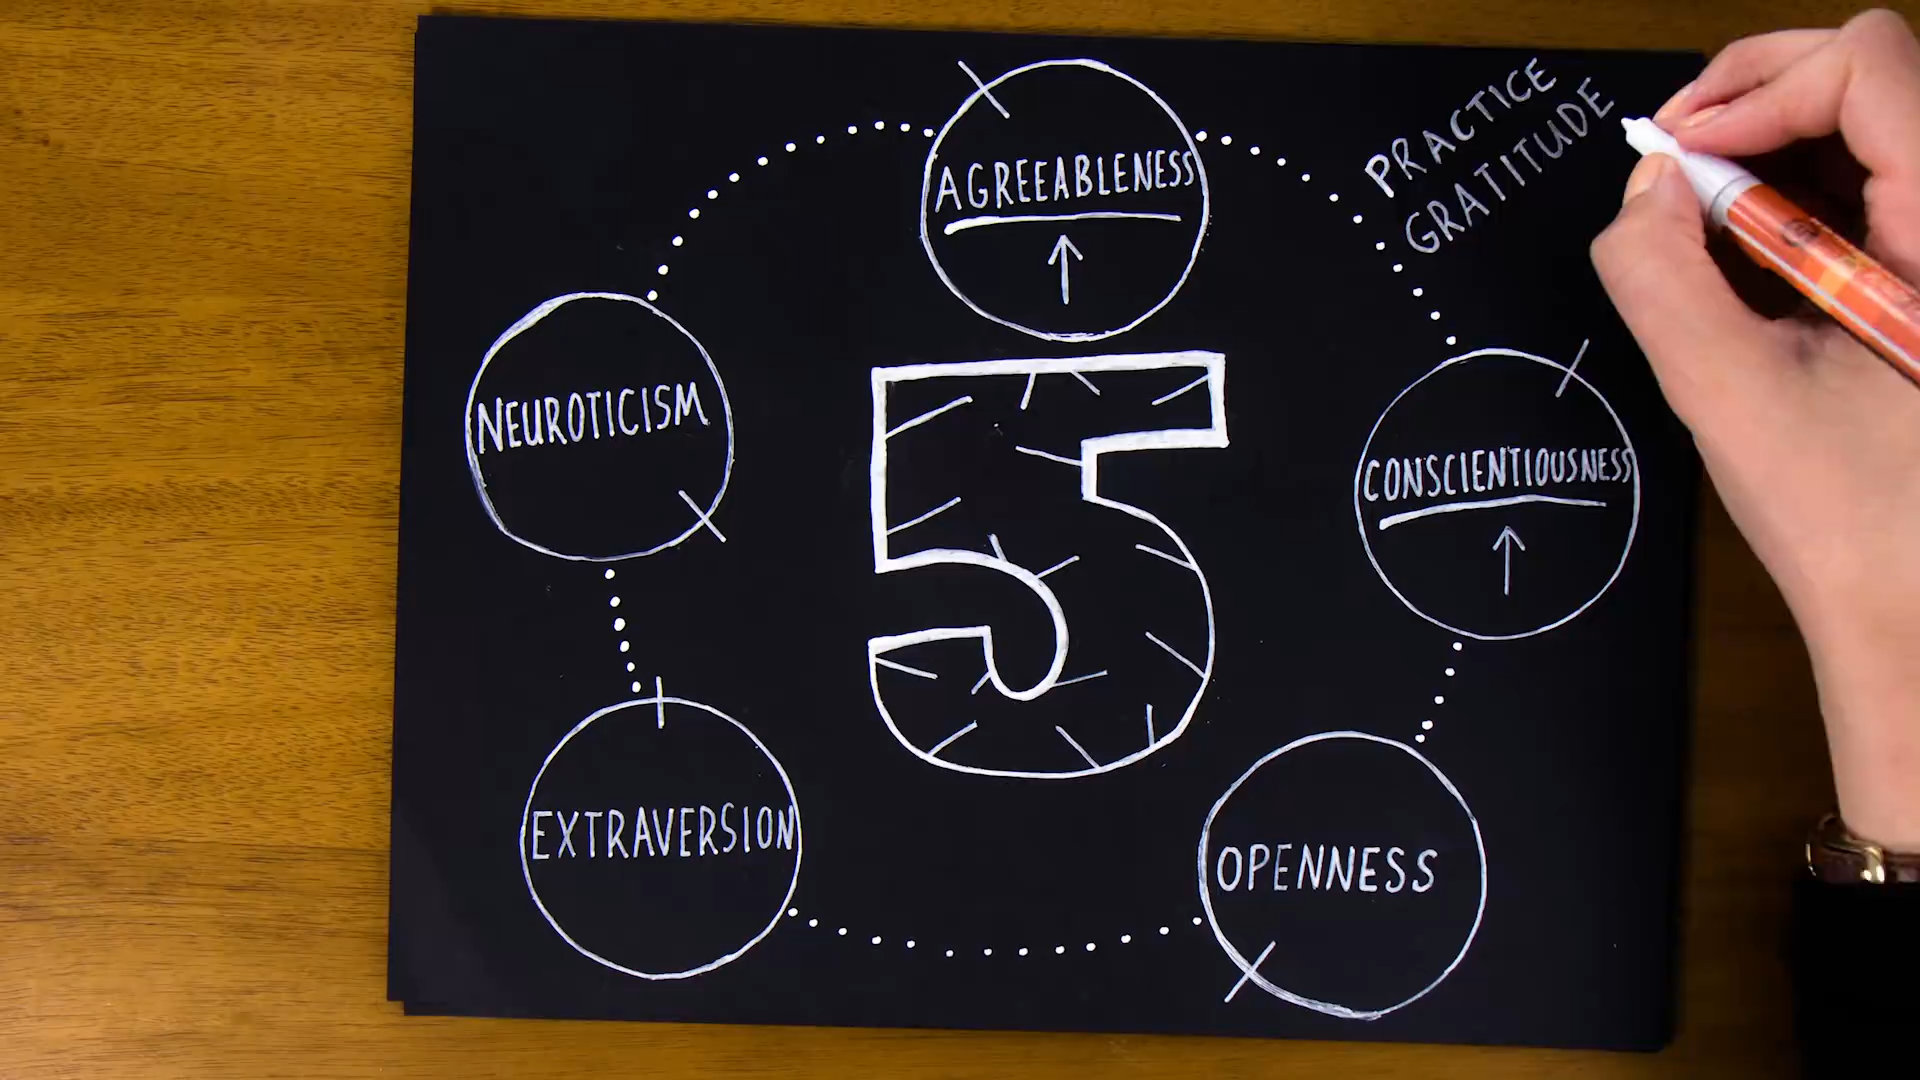 AGREEABLENESS
PRACTICE
GRATITUDE
NEUROTICISM
5
CONSCIENTIOUSNESS
EXTRAVERSION
OPENNESS